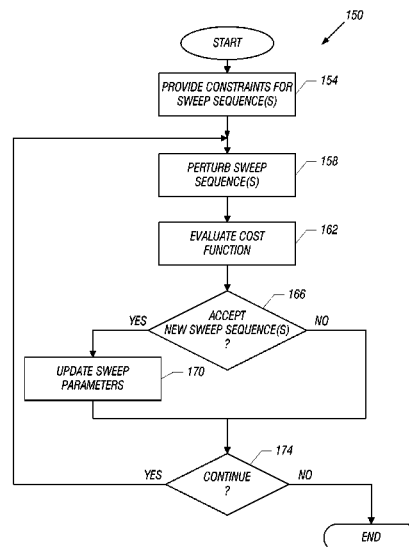 150
START
PROVIDE CONSTRAINTS FOR
SWEEP SEQUENCE(S)
154
PERTURB SWEEP
SEQUENCE(S)
158
EVALUATE COST
FUNCTION
162
166
YES
ACCEPT
NEW SWEEP SEQUENCE(S)
?
NO
UPDATE SWEEP
PARAMETERS
170
174
YES
CONTINUE
?
NO
END